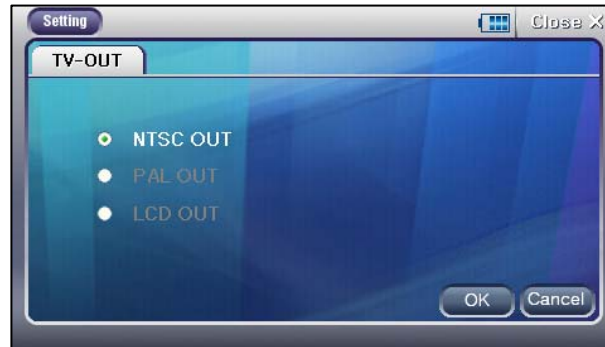 Setting
Close X
TV-OUT
NTSC OUT
PAL OUT
LCD OUT
OK
Cancel